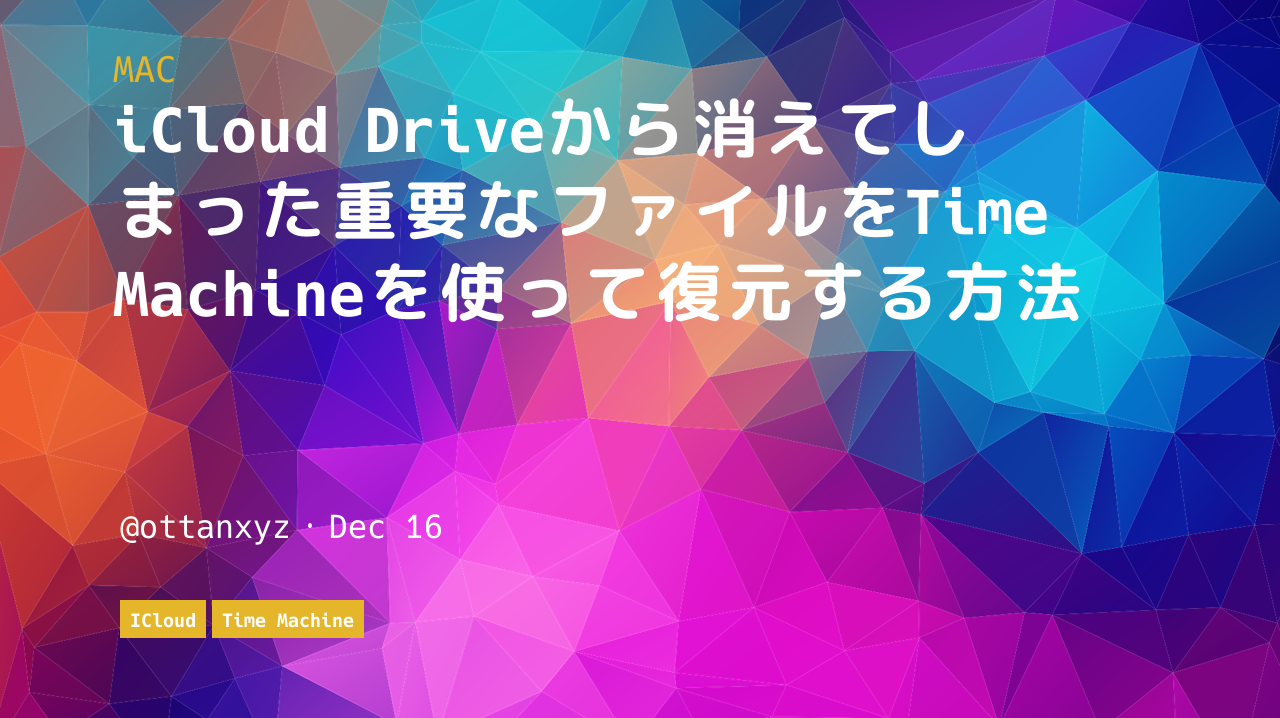 MAC
iCloud Driveから消えてし
まった重要なファイルをTime
Machineを使って復元する方法
@ottanxyz・Dec 16
ICloud Time Machine